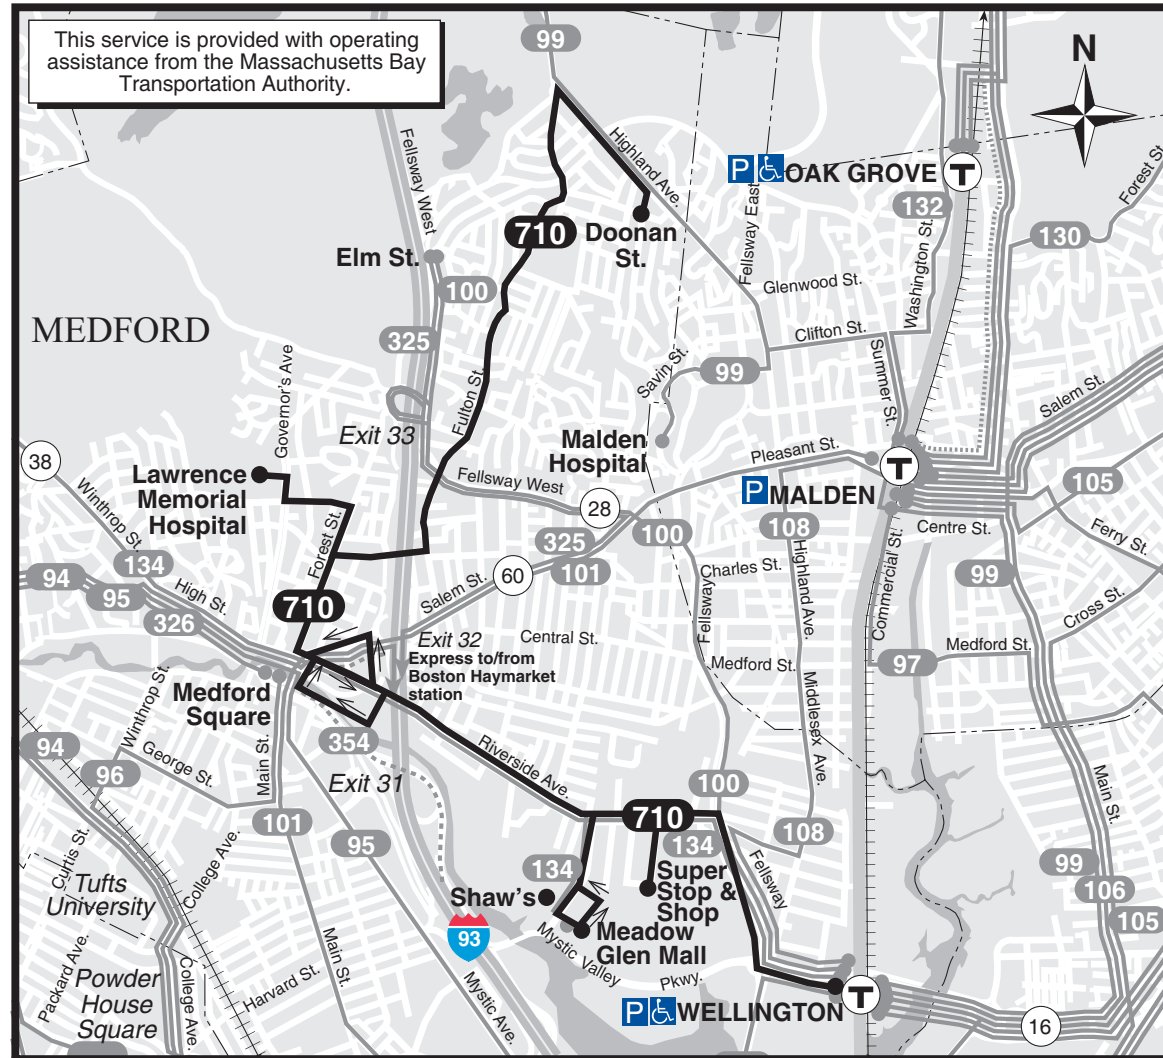 This service is provided with operating
assistance from the Massachusetts Bay
Transportation Authority.
99
N
Fellsway West
Highland Ave.
P OAK GROVE T
Fellsway East
132
Forest St.
710
Doonan
St.
130
Elm St.
100
Glenwood St.
Washington St.
MEDFORD
325
Clifton St.
Summer St.
Governor's Ave
Savin St.
99
Salem St.
Fulton St.
Exit 33
Malden
Hospital
Pleasant St.
38
Lawrence
Memorial
Hospital
Winthrop St.
Fellsway West
28
P MALDEN
T
105
Forest St.
325
100
108
Centre St.
Ferry St.
134
Salem St.
60
101
Charles St.
Highland Ave.
Commercial St.
94
95
326
High St.
710
99
Cross St.
Exit 32
Express to/from
Boston Haymarket
station
Central St.
Fellsway
Medford St.
97
Medford St.
Medford
Square
Winthrop St.
354
Middlesex Ave.
94
96
George St.
Main St.
Exit 31
Riverside Ave.
100
Main St.
101
95
710
134
108
Curtis St.
College Ave.
Tufts
University
134
Shaw's
Super
Stop &
Shop
Fellsway
99
106
105
Meadow
Glen Mall
93
Main St.
Mystic Valley
Pkwy.
Packard Ave.
Powder
House
Square
College Ave.
Harvard St.
Mystic Ave.
P WELLINGTON T
16